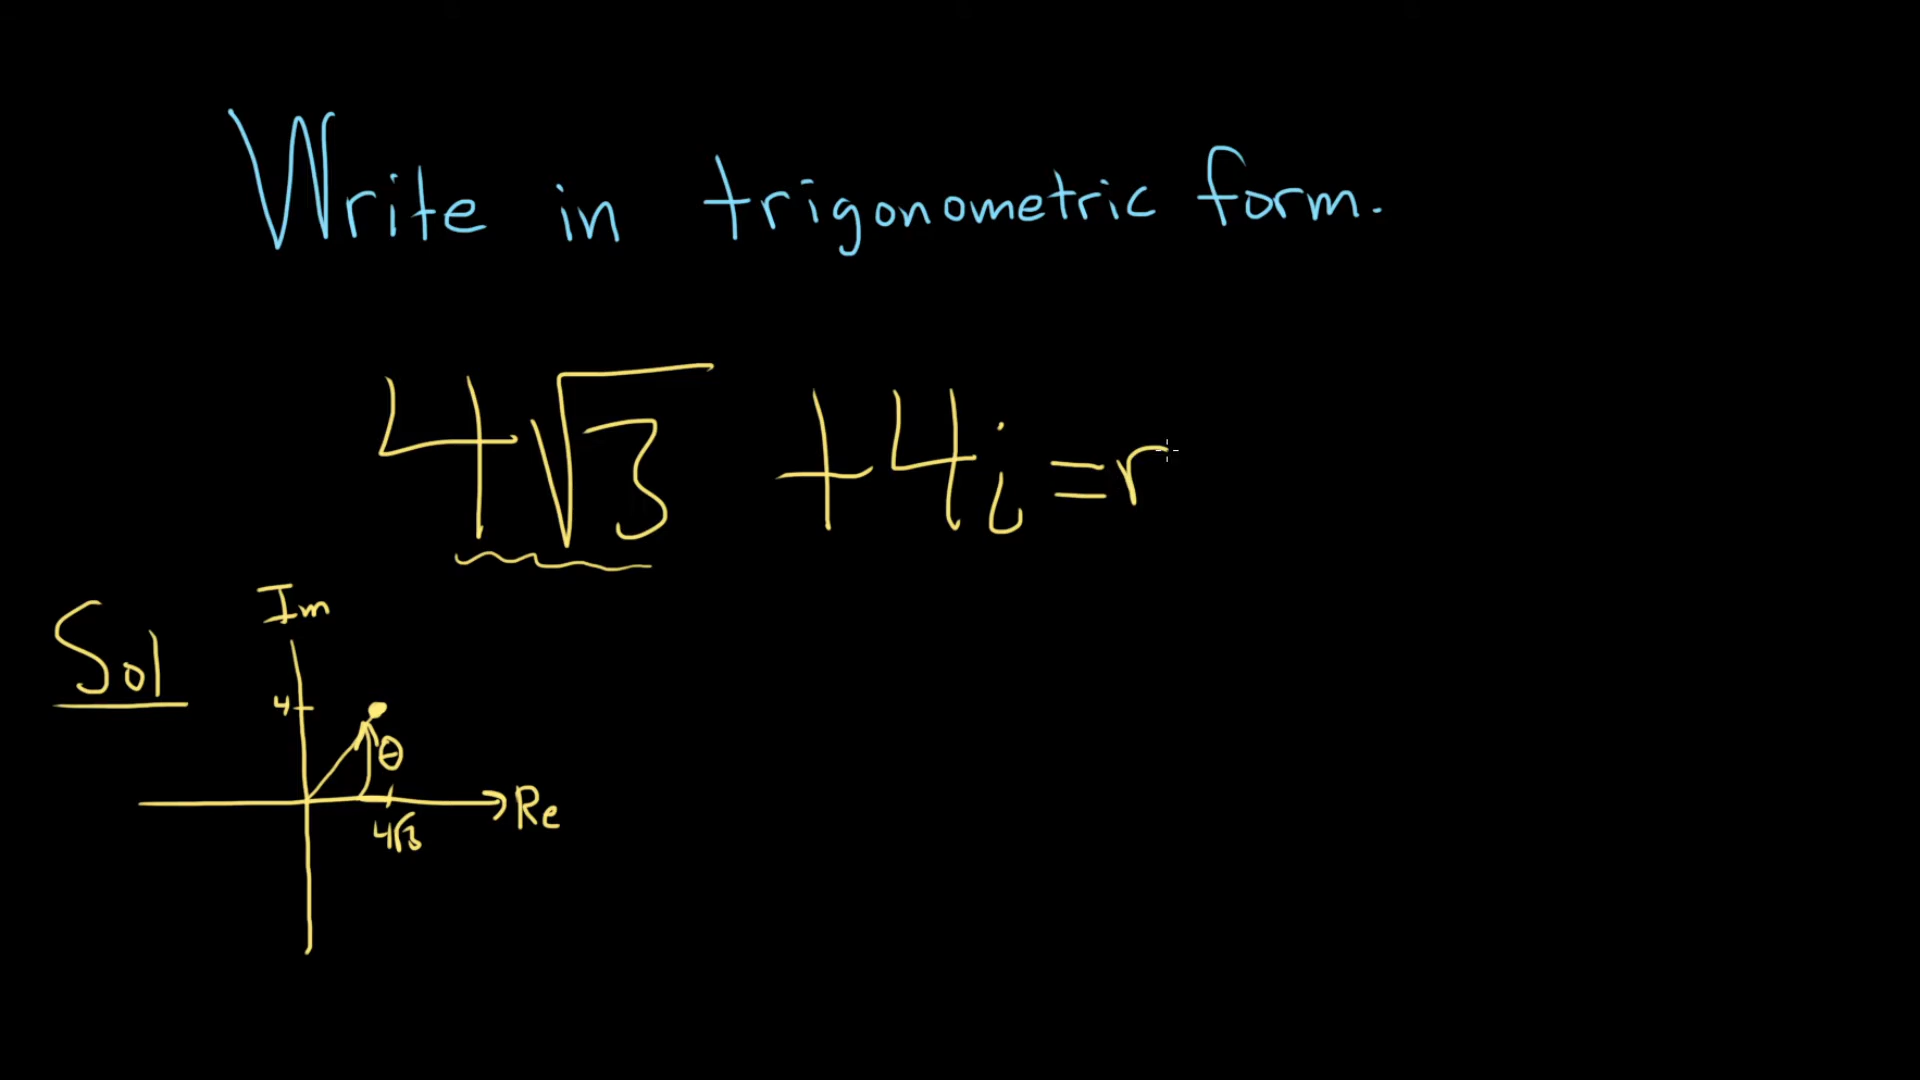 Write in trigonometric form.
4√3 +4i=r
Sol
Im
4
θ
Re
4√3